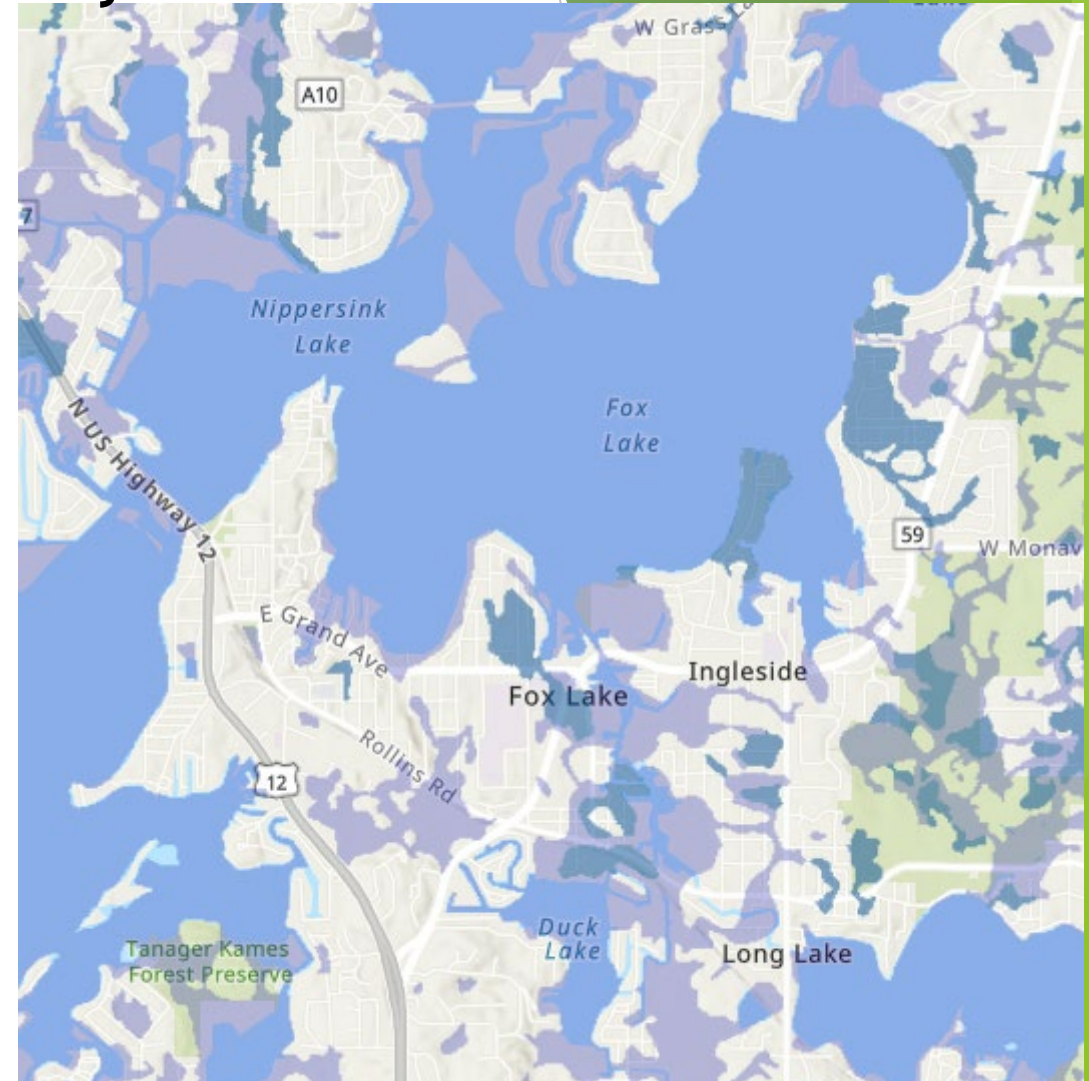 W Grass
A10
7
Nippersink
Lake
Fox
Lake
N US Highway 12
59
W Monav
E Grand Ave
Ingleside
Fox Lake
Rollins Rd
12
Duck
Lake
Tanager Kames
Forest Preserve
Long Lake